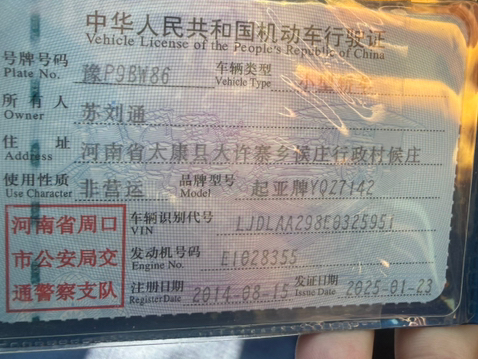 中华人民共和国机动车行驶证
Vehicle License of the People's Republic of China
号牌号码 豫P9BW86 车辆类型
Plate No. Vehicle Type
所有人 苏刘通
Owner
住址 河南省太康县大许寨乡候庄行政村候庄
Address
使用性质 非营运 品牌型号 起亚牌YQZ7142
Use Character Model
河南省周口 车辆识别代号 LJDLAA298E0325951
VIN
市公安局交 发动机号码 E1028355
Engine No.
通警察支队 注册日期 2014-08-15 发证日期 2025-01-23
Register Date Issue Date